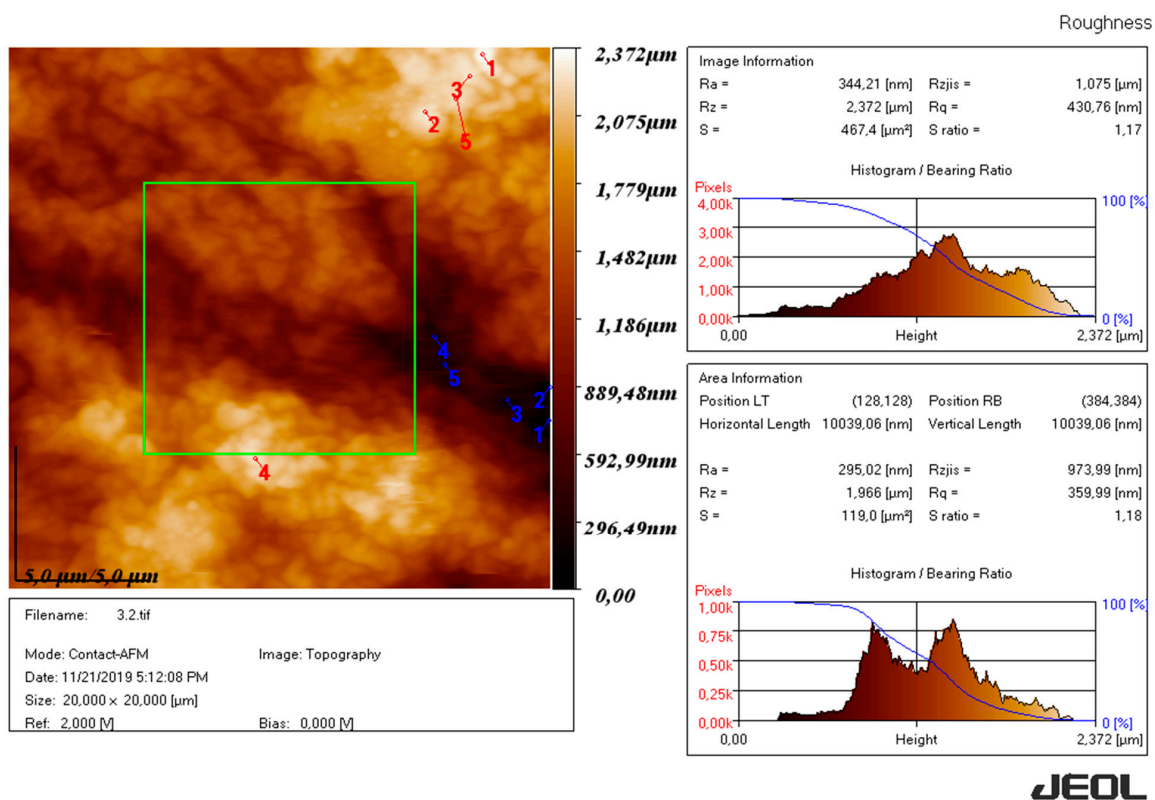 Roughness
1
3
2
5
4
5
3
2
1
4
5,0 µm/5,0 µm
2,372µm
2,075µm
1,779µm
1,482µm
1,186µm
889,48nm
592,99nm
296,49nm
0,00
Filename: 3.2.tif
Mode: Contact-AFM Image: Topography
Date: 11/21/2019 5:12:08 PM
Size: 20,000 × 20,000 [µm]
Ref: 2,000 [V] Bias: 0,000 [V]
Image Information
Ra = 344,21 [nm] Rzjis = 1,075 [µm]
Rz = 2,372 [µm] Rq = 430,76 [nm]
S = 467,4 [µm²] S ratio = 1,17
Histogram / Bearing Ratio
Pixels
4,00k 100 [%]
3,00k
2,00k
1,00k
0,00k 0 [%]
0,00 Height 2,372 [µm]
Area Information
Position LT (128,128) Position RB (384,384)
Horizontal Length 10039,06 [nm] Vertical Length 10039,06 [nm]
Ra = 295,02 [nm] Rzjis = 973,99 [nm]
Rz = 1,966 [µm] Rq = 359,99 [nm]
S = 119,0 [µm²] S ratio = 1,18
Histogram / Bearing Ratio
Pixels
1,00k 100 [%]
0,75k
0,50k
0,25k
0,00k 0 [%]
0,00 Height 2,372 [µm]
JEOL